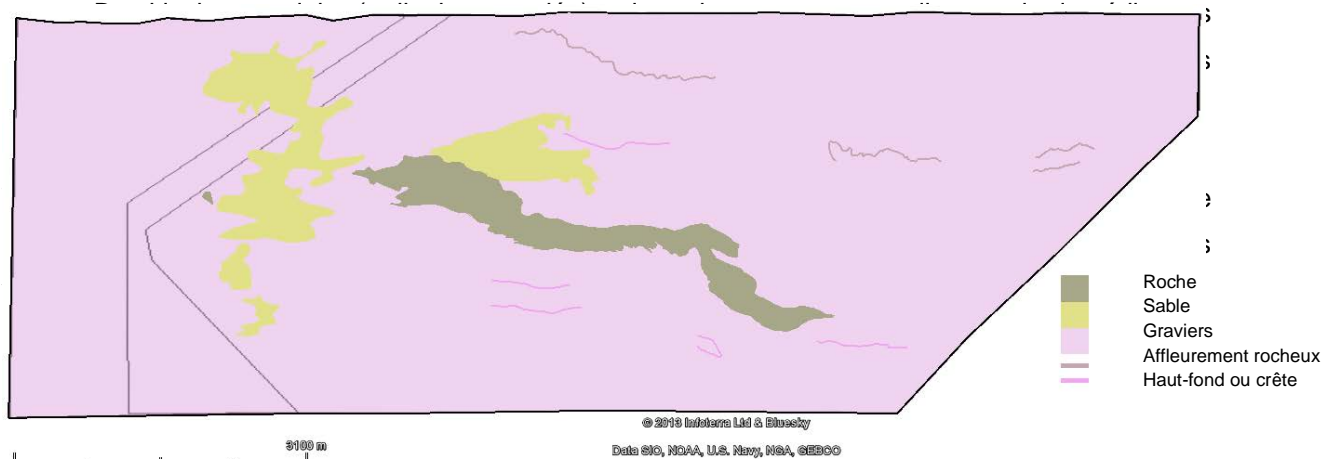 Roche
Sable
Graviers
Affleurement rocheux
Haut-fond ou crête
© 2013 Infoterra Ltd & Bluesky
3100 m
Data SIO, NOAA, U.S. Navy, NGA, GEBCO